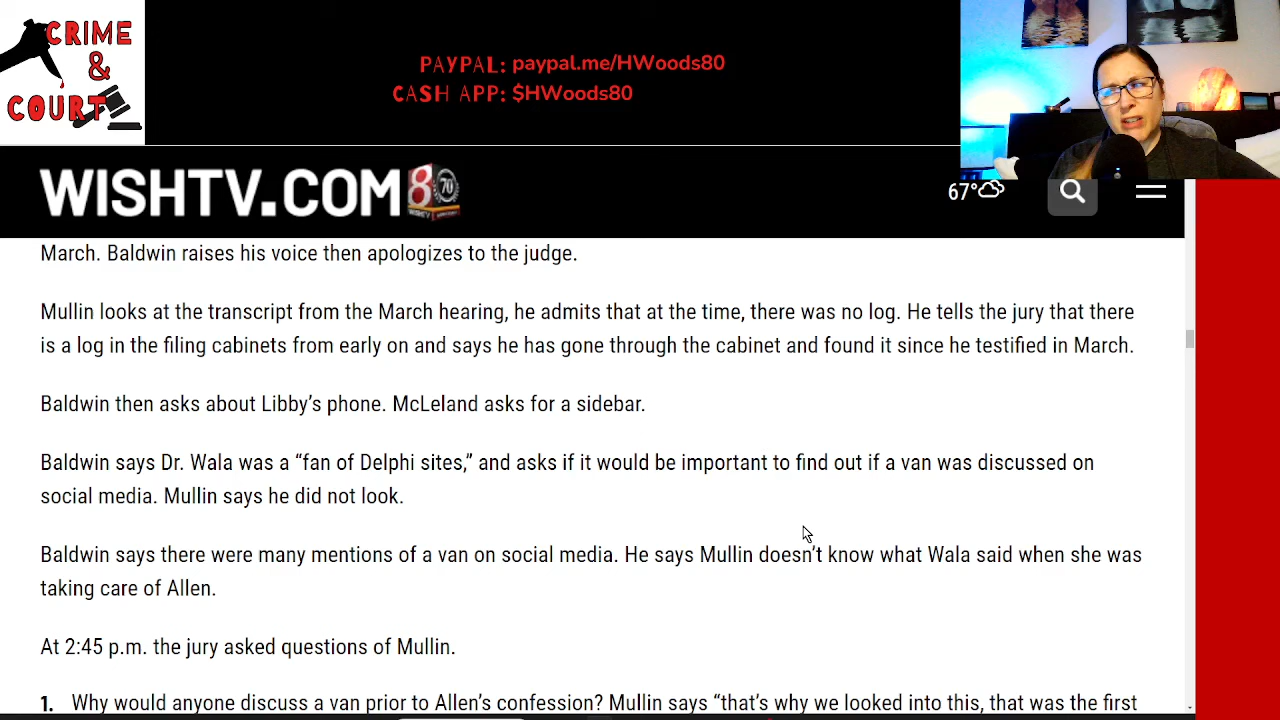 CRIME
&
COURT
PAYPAL: paypal.me/HWoods80
CASH APP: $HWoods80
WISHTV.COM 8 70
67°
March. Baldwin raises his voice then apologizes to the judge.
Mullin looks at the transcript from the March hearing, he admits that at the time, there was no log. He tells the jury that there
is a log in the filing cabinets from early on and says he has gone through the cabinet and found it since he testified in March.
Baldwin then asks about Libby’s phone. McLeland asks for a sidebar.
Baldwin says Dr. Wala was a “fan of Delphi sites,” and asks if it would be important to find out if a van was discussed on
social media. Mullin says he did not look.
Baldwin says there were many mentions of a van on social media. He says Mullin doesn’t know what Wala said when she was
taking care of Allen.
At 2:45 p.m. the jury asked questions of Mullin.
1. Why would anyone discuss a van prior to Allen’s confession? Mullin says “that’s why we looked into this, that was the first